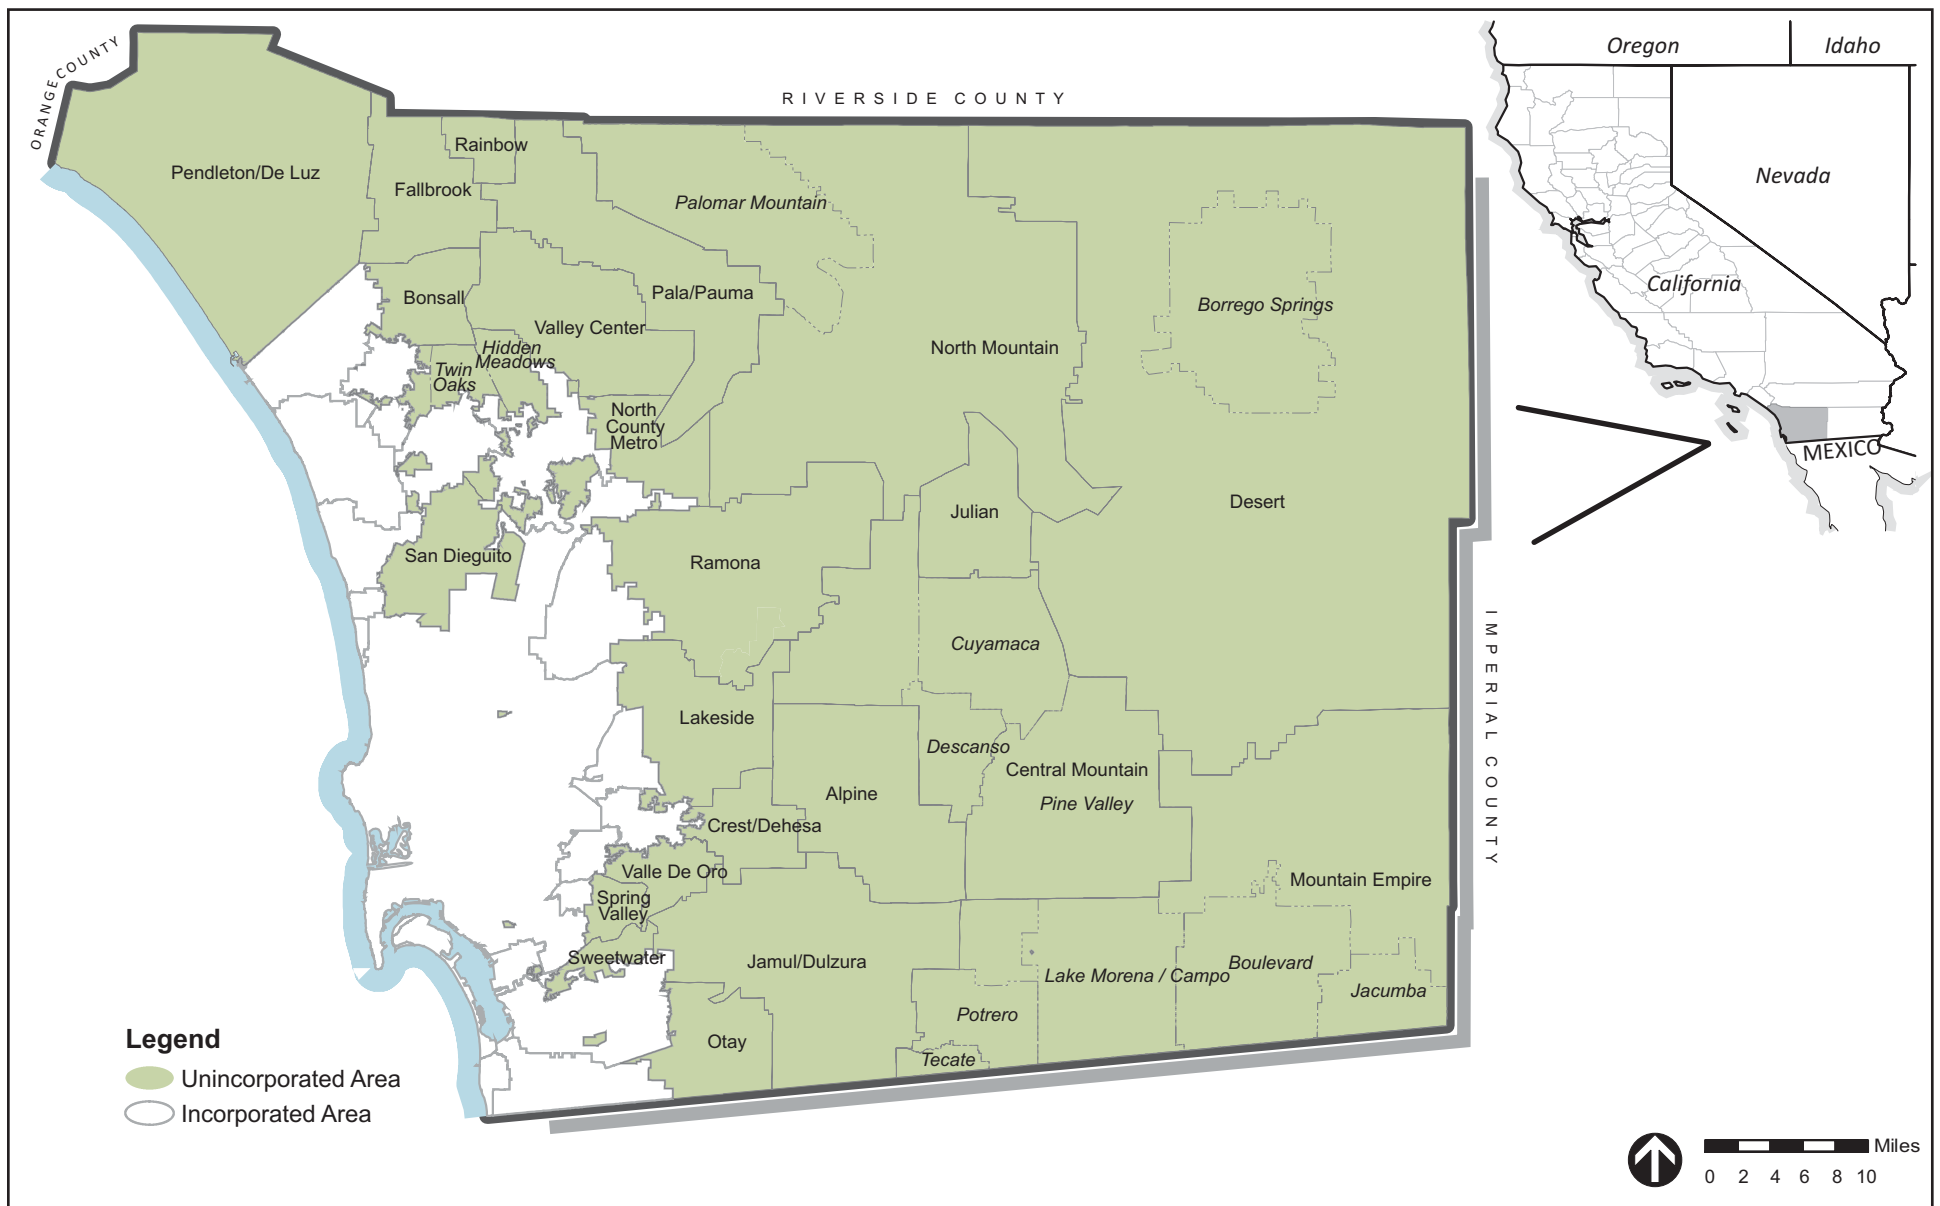 ORANGE COUNTY
RIVERSIDE COUNTY
Oregon
Idaho
Nevada
California
MEXICO
Pendleton/De Luz
Rainbow
Fallbrook
Palomar Mountain
Bonsall
Pala/Pauma
Valley Center
Hidden
Meadows
Twin
Oaks
North Mountain
Borrego Springs
North
County
Metro
Julian
Desert
San Dieguito
Ramona
Cuyamaca
Lakeside
Descanso
Alpine
Central Mountain
Pine Valley
Crest/Dehesa
Valle De Oro
Spring
Valley
Mountain Empire
Sweetwater
Jamul/Dulzura
Lake Morena / Campo
Boulevard
Jacumba
Potrero
Otay
Tecate
IMPERIAL COUNTY
Legend
Unincorporated Area
Incorporated Area
Miles
0 2 4 6 8 10